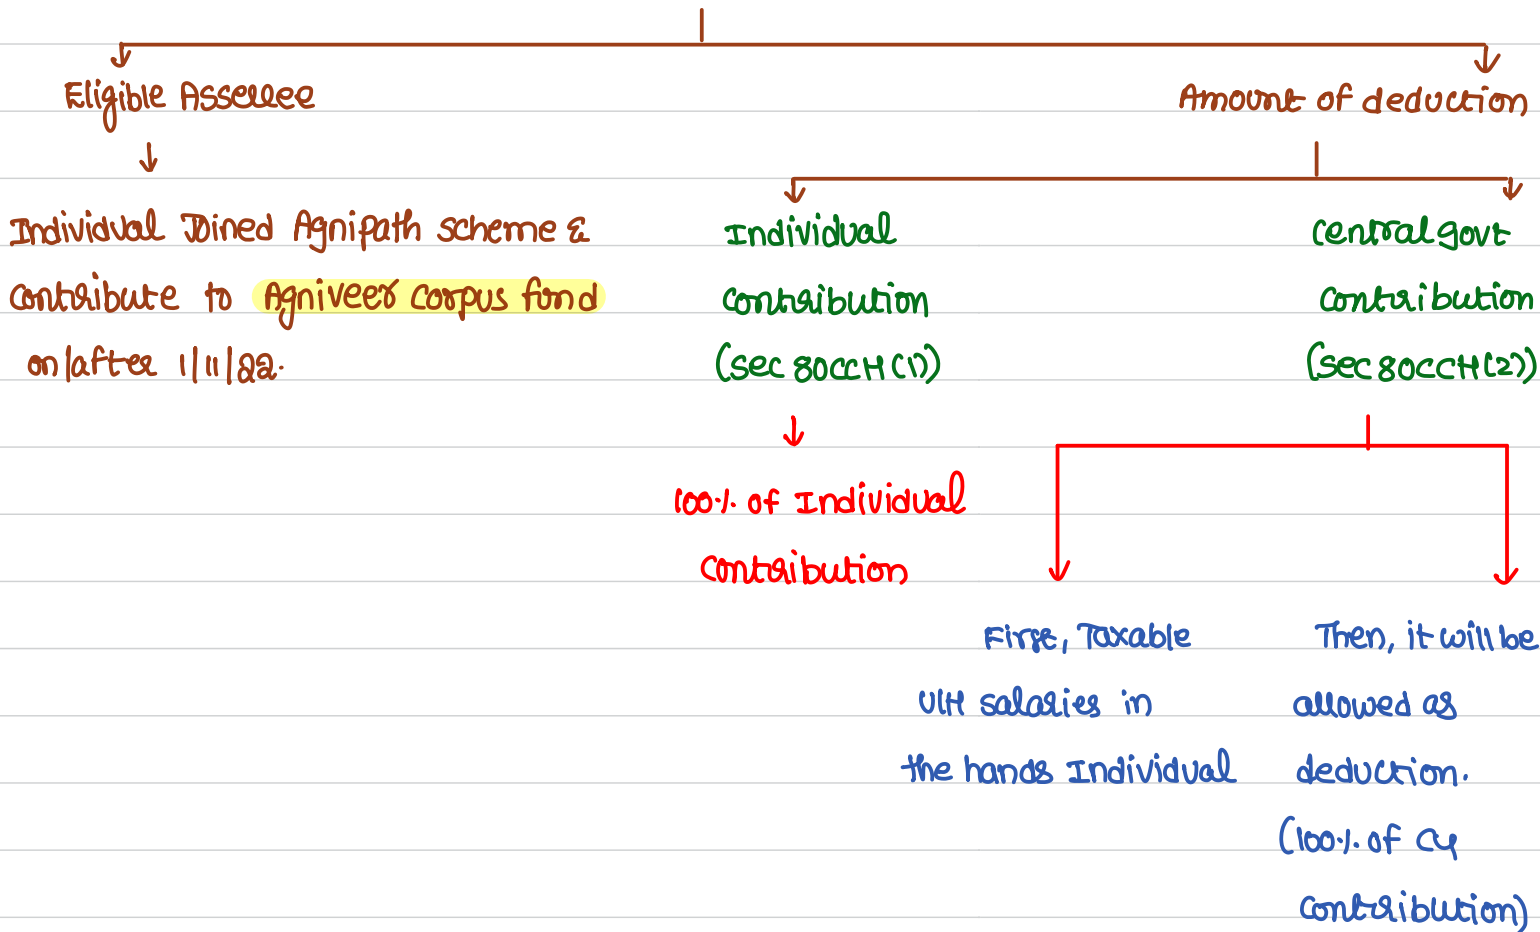 Eligible Assessee
Amount of deduction
Individual Joined Agnipath scheme &
contribute to Agniveer Corpus fund
on/after 1/11/22.
Individual
contribution
(sec 80CCH(1))
100% of Individual
contribution
central govt
contribution
(sec 80CCH(2))
First, Taxable
U/H salaries in
the hands Individual
Then, it will be
allowed as
deduction.
(100% of CG
contribution)